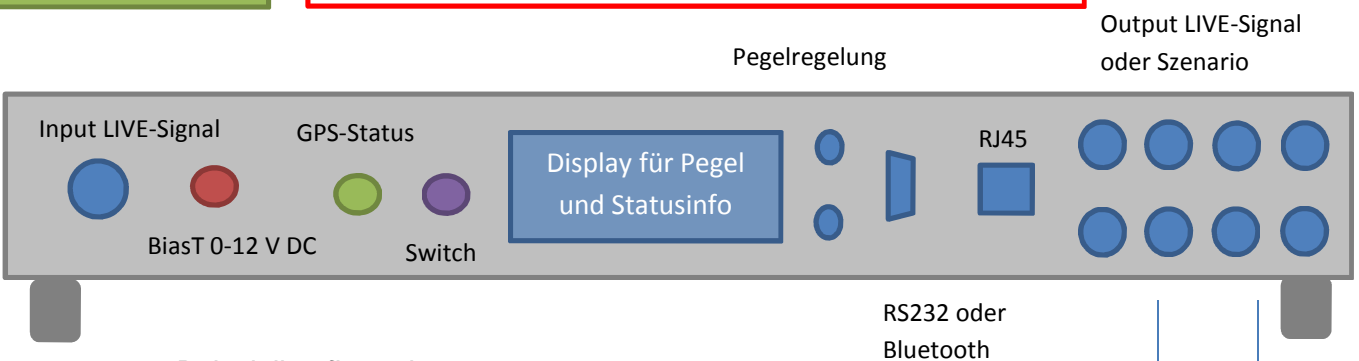 Output LIVE-Signal
oder Szenario
Pegelregelung
Input LIVE-Signal
GPS-Status
RJ45
Display für Pegel
und Statusinfo
BiasT 0-12 V DC
Switch
RS232 oder
Bluetooth